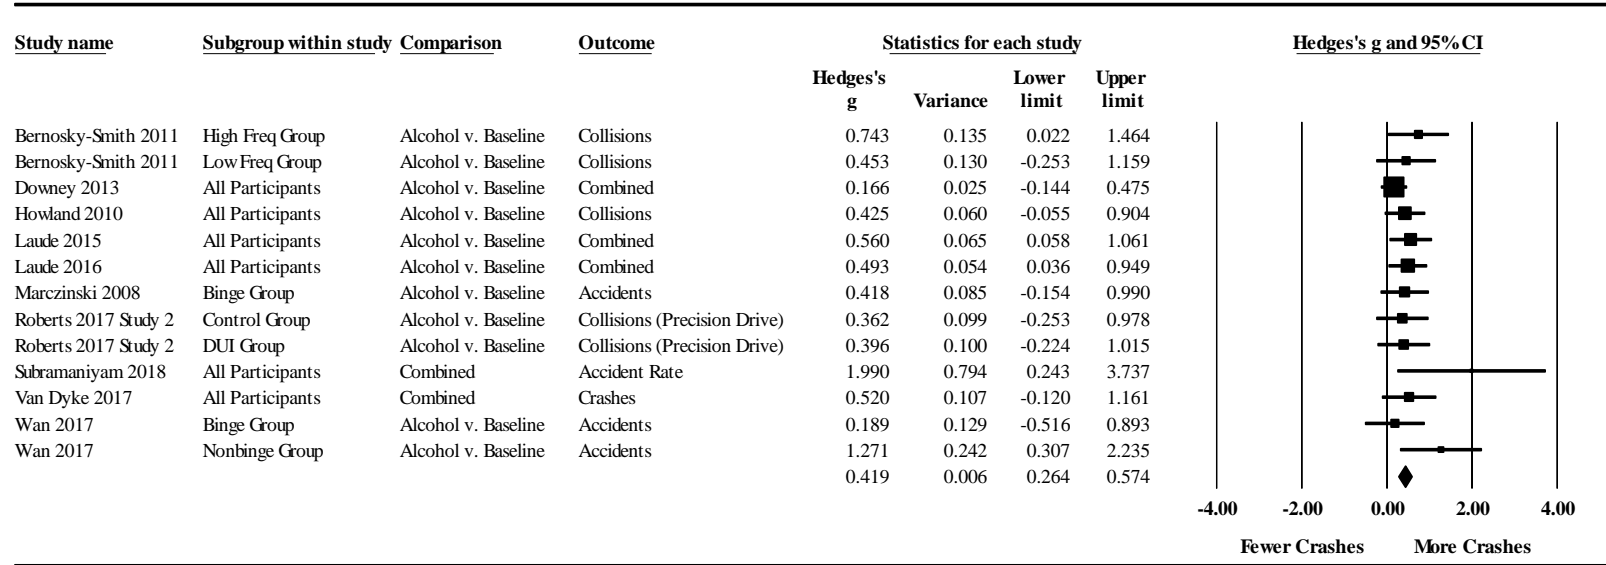 Study name Subgroup within study Comparison Outcome Statistics for each study Hedges's g and 95% CI
Hedges's Lower Upper
g Variance limit limit
Bernosky-Smith 2011 High Freq Group Alcohol v. Baseline Collisions 0.743 0.135 0.022 1.464
Bernosky-Smith 2011 Low Freq Group Alcohol v. Baseline Collisions 0.453 0.130 -0.253 1.159
Downey 2013 All Participants Alcohol v. Baseline Combined 0.166 0.025 -0.144 0.475
Howland 2010 All Participants Alcohol v. Baseline Collisions 0.425 0.060 -0.055 0.904
Laude 2015 All Participants Alcohol v. Baseline Combined 0.560 0.065 0.058 1.061
Laude 2016 All Participants Alcohol v. Baseline Combined 0.493 0.054 0.036 0.949
Marczinski 2008 Binge Group Alcohol v. Baseline Accidents 0.418 0.085 -0.154 0.990
Roberts 2017 Study 2 Control Group Alcohol v. Baseline Collisions (Precision Drive) 0.362 0.099 -0.253 0.978
Roberts 2017 Study 2 DUI Group Alcohol v. Baseline Collisions (Precision Drive) 0.396 0.100 -0.224 1.015
Subramaniyam 2018 All Participants Combined Accident Rate 1.990 0.794 0.243 3.737
Van Dyke 2017 All Participants Combined Crashes 0.520 0.107 -0.120 1.161
Wan 2017 Binge Group Alcohol v. Baseline Accidents 0.189 0.129 -0.516 0.893
Wan 2017 Nonbinge Group Alcohol v. Baseline Accidents 1.271 0.242 0.307 2.235
0.419 0.006 0.264 0.574
-4.00 -2.00 0.00 2.00 4.00
Fewer Crashes More Crashes